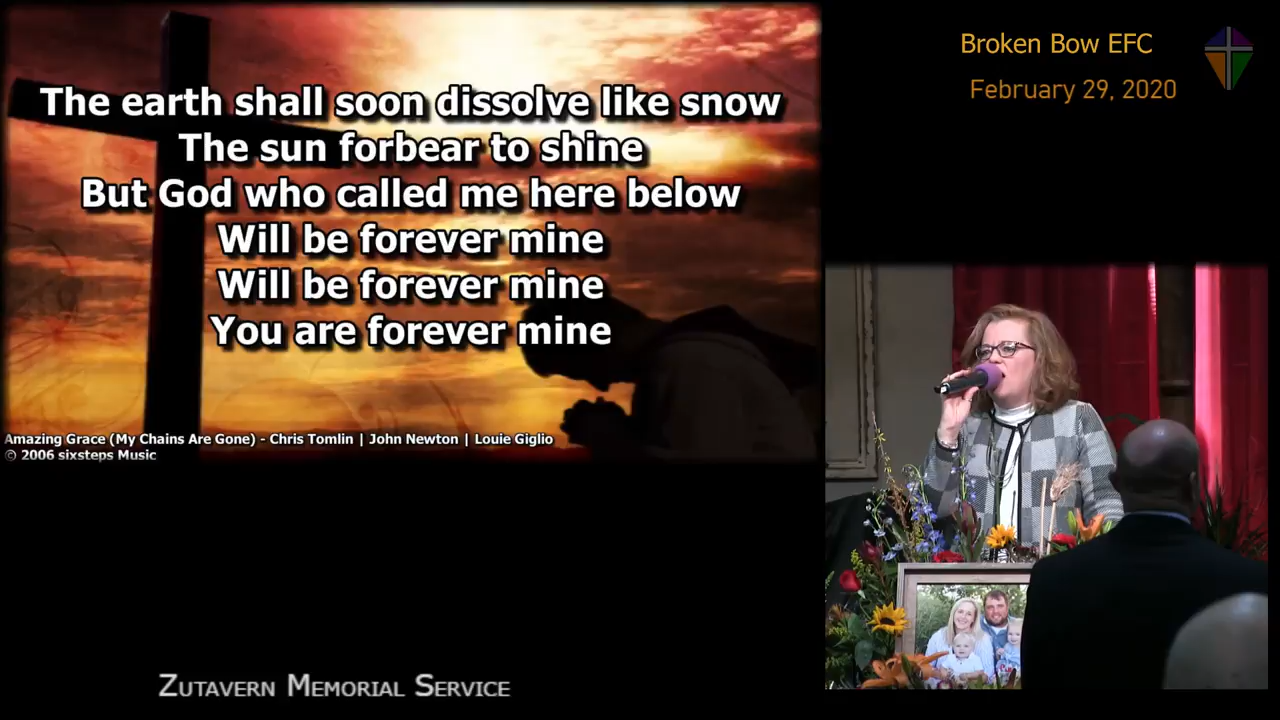 The earth shall soon dissolve like snow
The sun forbear to shine
But God who called me here below
Will be forever mine
Will be forever mine
You are forever mine
Amazing Grace (My Chains Are Gone) - Chris Tomlin | John Newton | Louie Giglio
© 2006 sixsteps Music
Broken Bow EFC
February 29, 2020
Zutavern Memorial Service